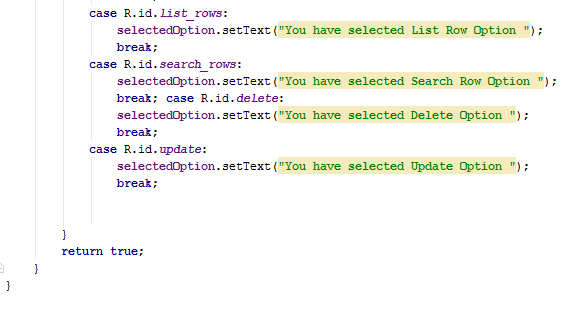 case R.id.list_rows:
selectedOption.setText("You have selected List Row Option ");
break;
case R.id.search_rows:
selectedOption.setText("You have selected Search Row Option ");
break; case R.id.delete:
selectedOption.setText("You have selected Delete Option ");
break;
case R.id.update:
selectedOption.setText("You have selected Update Option ");
break;
}
return true;
}
}